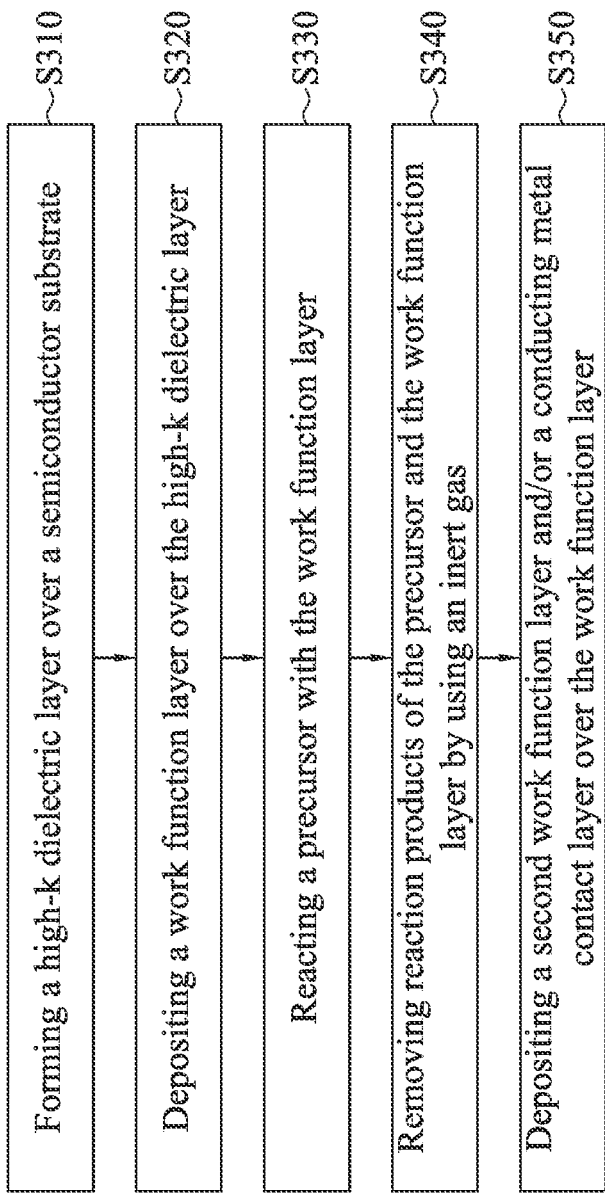 Forming a high-k dielectric layer over a semiconductor substrate
S310
Depositing a work function layer over the high-k dielectric layer
S320
Reacting a precursor with the work function layer
S330
Removing reaction products of the precursor and the work function
layer by using an inert gas
S340
Depositing a second work function layer and/or a conducting metal
contact layer over the work function layer
S350